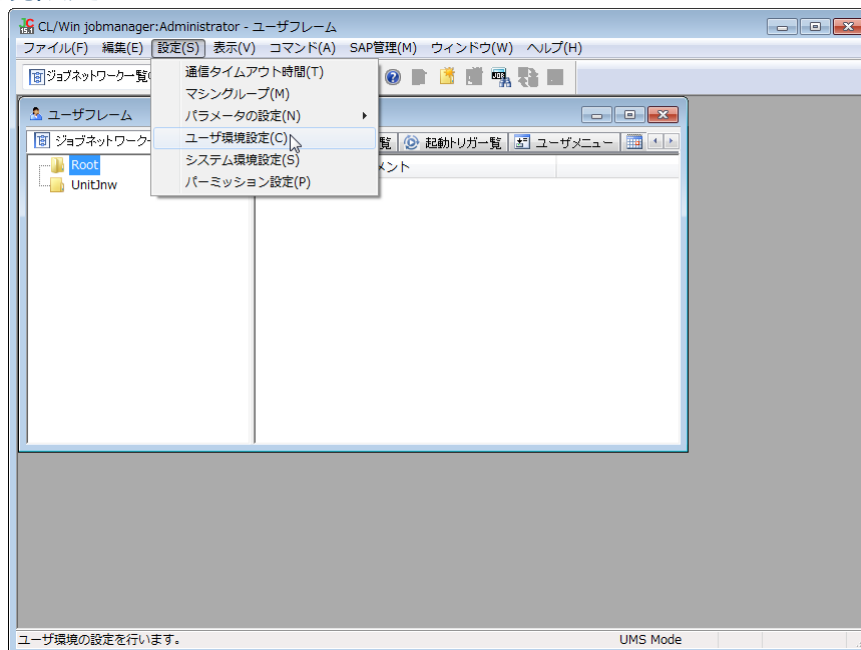 CL/Win jobmanager:Administrator - ユーザフレーム
ファイル(F) 編集(E) 設定(S) 表示(V) コマンド(A) SAP管理(M) ウィンドウ(W) ヘルプ(H)
ジョブネットワーク一覧
通信タイムアウト時間(T)
マシングループ(M)
パラメータの設定(N)
ユーザ環境設定(C)
システム環境設定(S)
パーミッション設定(P)
ユーザフレーム
ジョブネットワーク 覧 起動トリガ一覧 ユーザメニュー
Root メント
UnitJnw
ユーザ環境の設定を行います。 UMS Mode